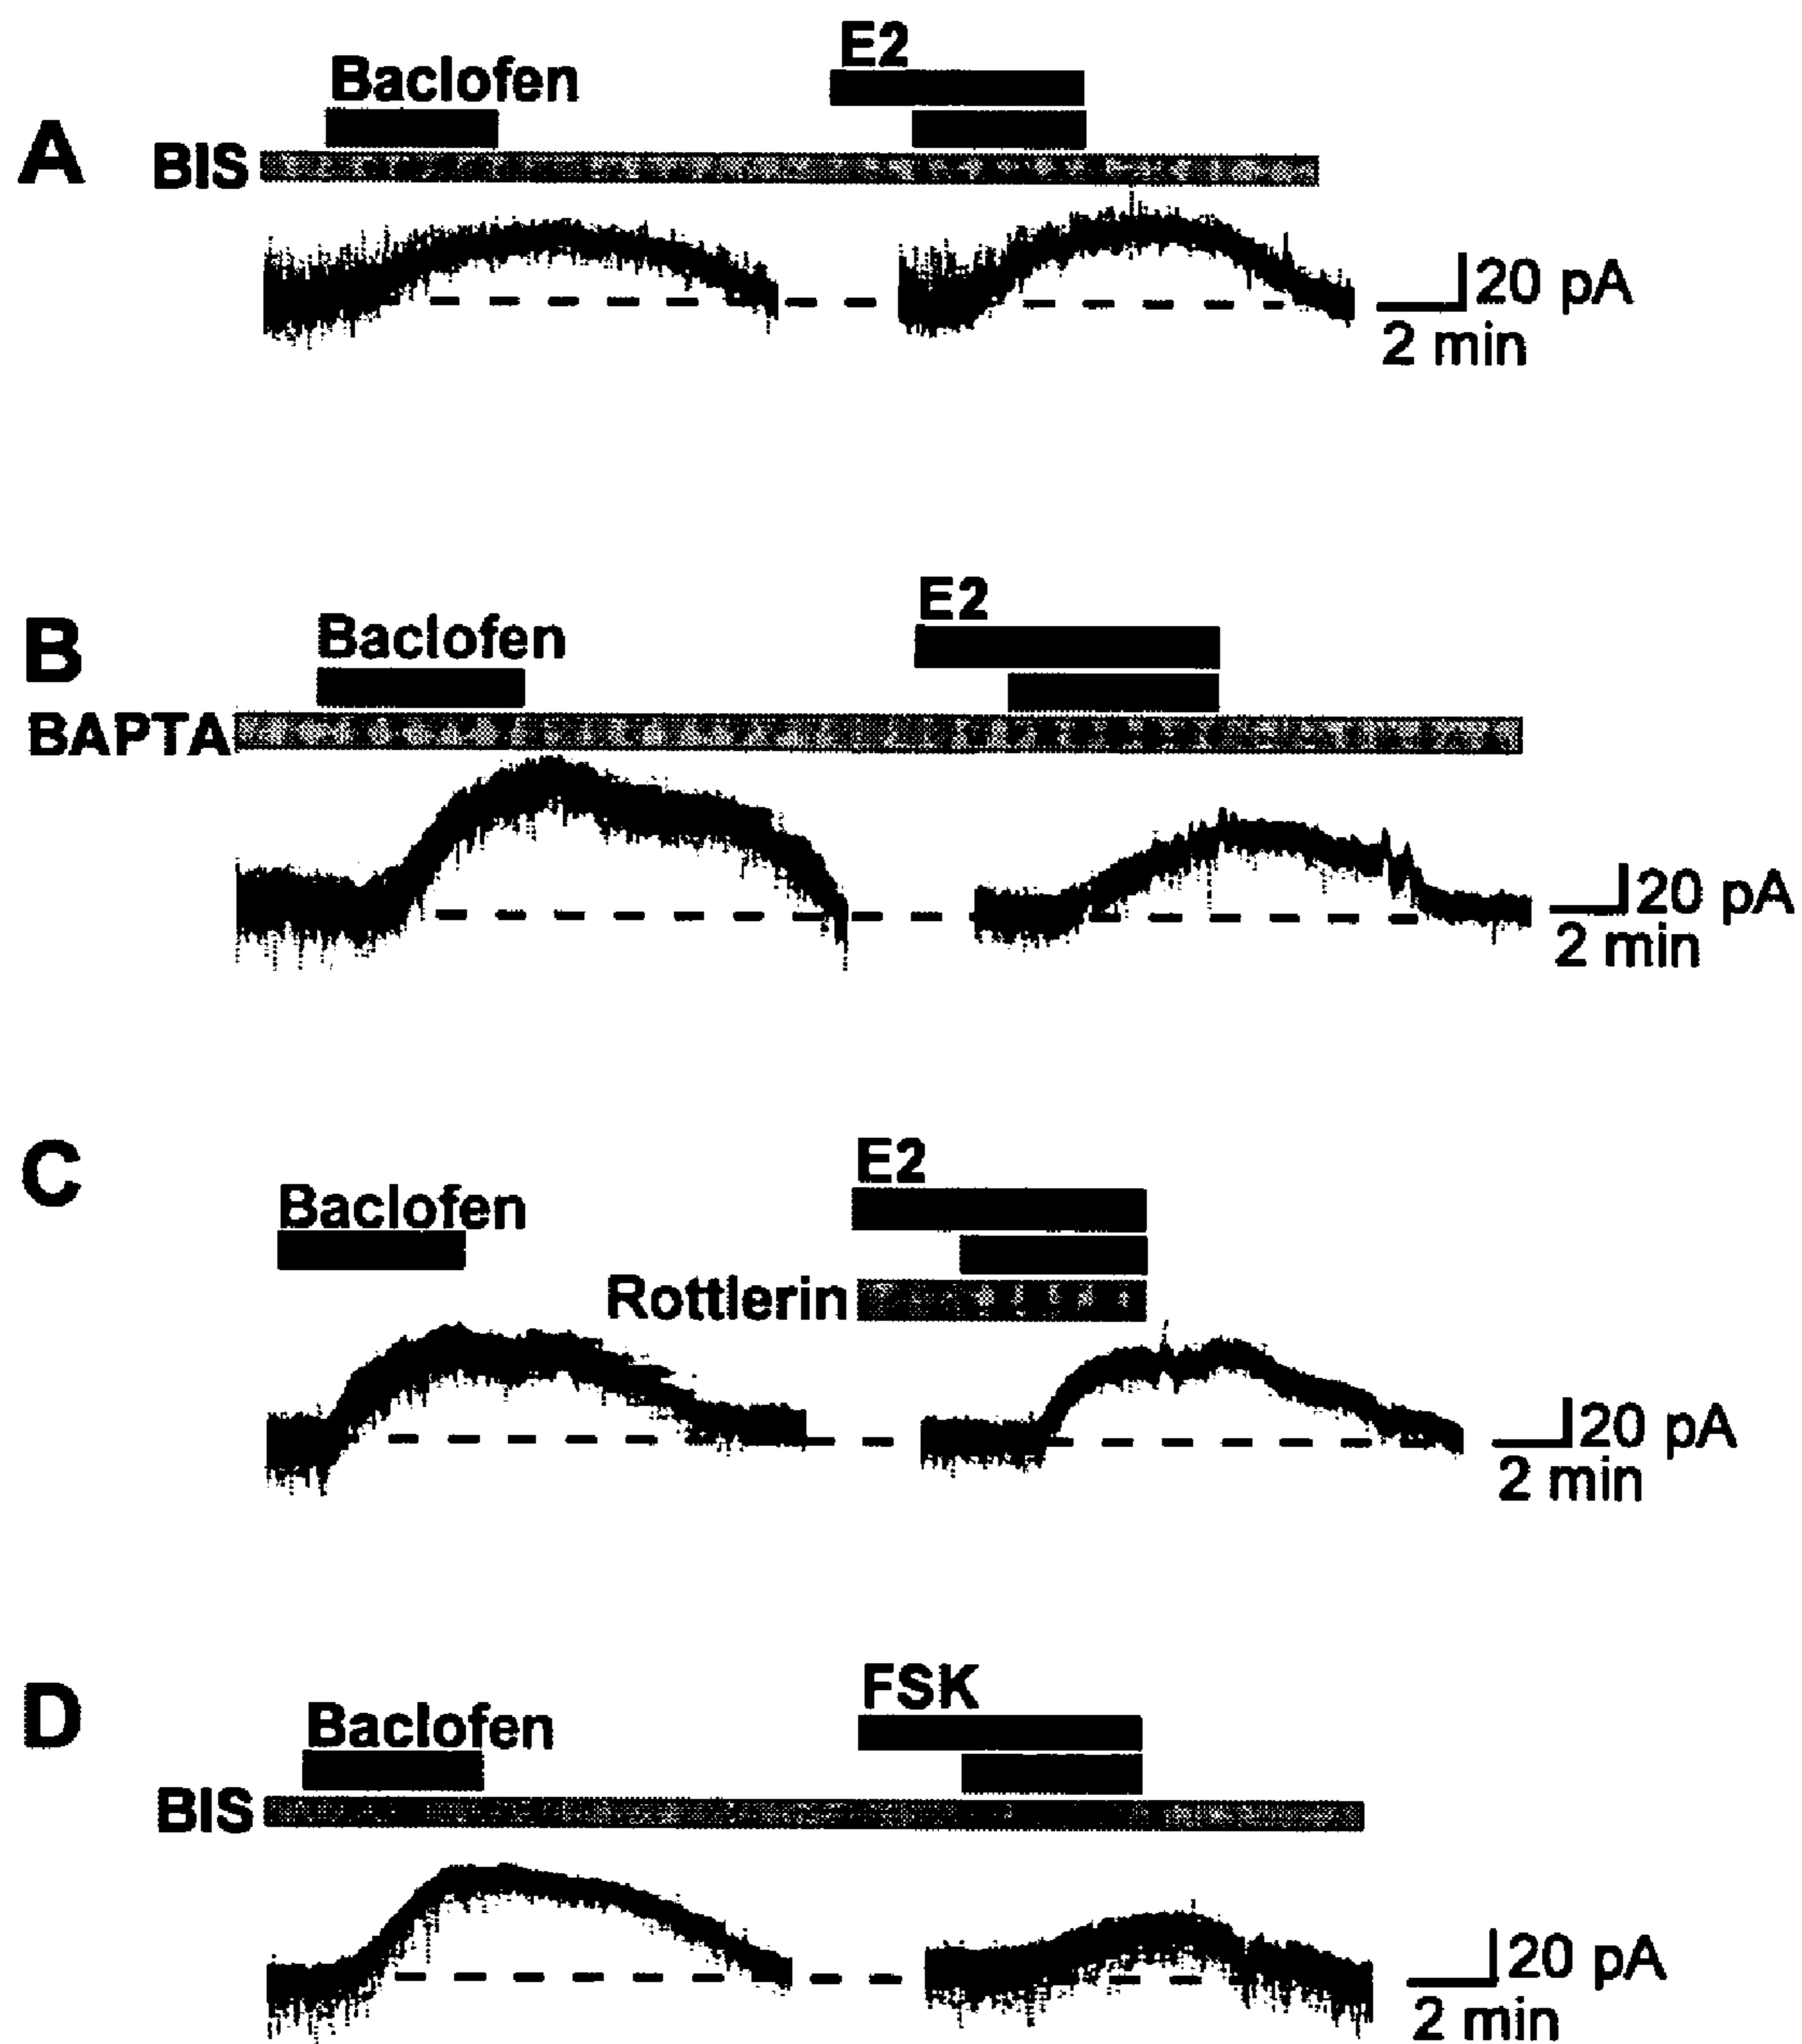 E2
Baclofen
A
BIS
20 pA
2 min
E2
B
Baclofen
BAPTA
20 pA
2 min
C
E2
Baclofen
Rottlerin
20 pA
2 min
D
FSK
Baclofen
BIS
20 pA
2 min